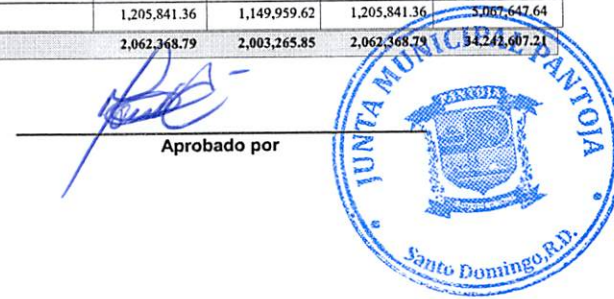 1,205,841.36 1,149,959.62 1,205,841.36 5,067,647.64
2,062,368.79 2,003,265.85 2,062,368.79 34,242,607.21
Aprobado por
JUNTA MUNICIPAL PANTOJA
PANTOJA
Santo Domingo, R.D.